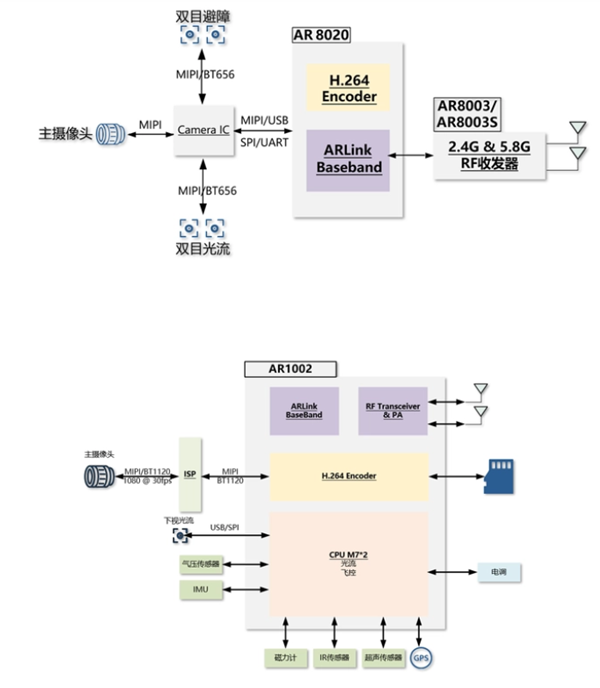 双目避障
AR 8020
MIPI/BT656
H.264
Encoder
AR8003/
AR8003S
主摄像头
MIPI
Camera IC
MIPI/USB
SPI/UART
ARLink
Baseband
2.4G & 5.8G
RF收发器
MIPI/BT656
双目光流
AR1002
ARLink
BaseBand
RF Transceiver
& PA
主摄像头
MIPI/BT1120
1080 @ 30fps
ISP
MIPI
BT1120
H.264 Encoder
下视光流
USB/SPI
CPU M7*2
光流
飞控
气压传感器
IMU
电调
磁力计
IR传感器
超声传感器
GPS